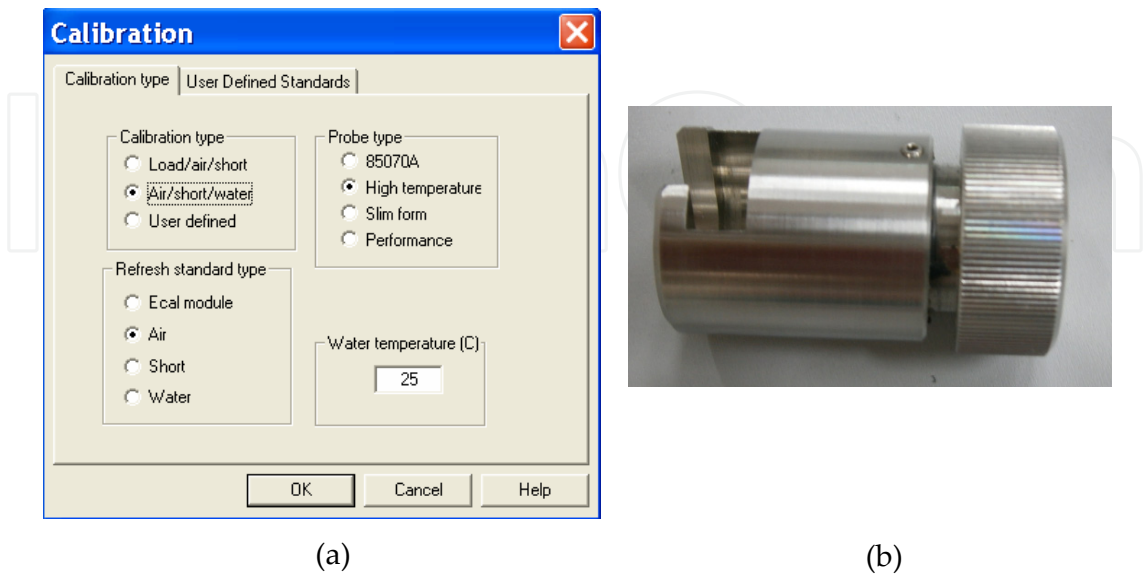 Calibration
Calibration type User Defined Standards
Calibration type
Load/air/short
Air/short/water
User defined
Probe type
85070A
High temperature
Slim form
Performance
Refresh standard type
Ecal module
Air
Short
Water
Water temperature (C)
25
OK Cancel Help
(a) (b)